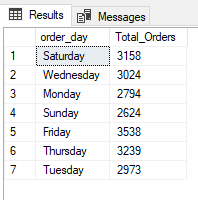 Results Messages
order_day Total_Orders
1 Saturday 3158
2 Wednesday 3024
3 Monday 2794
4 Sunday 2624
5 Friday 3538
6 Thursday 3239
7 Tuesday 2973